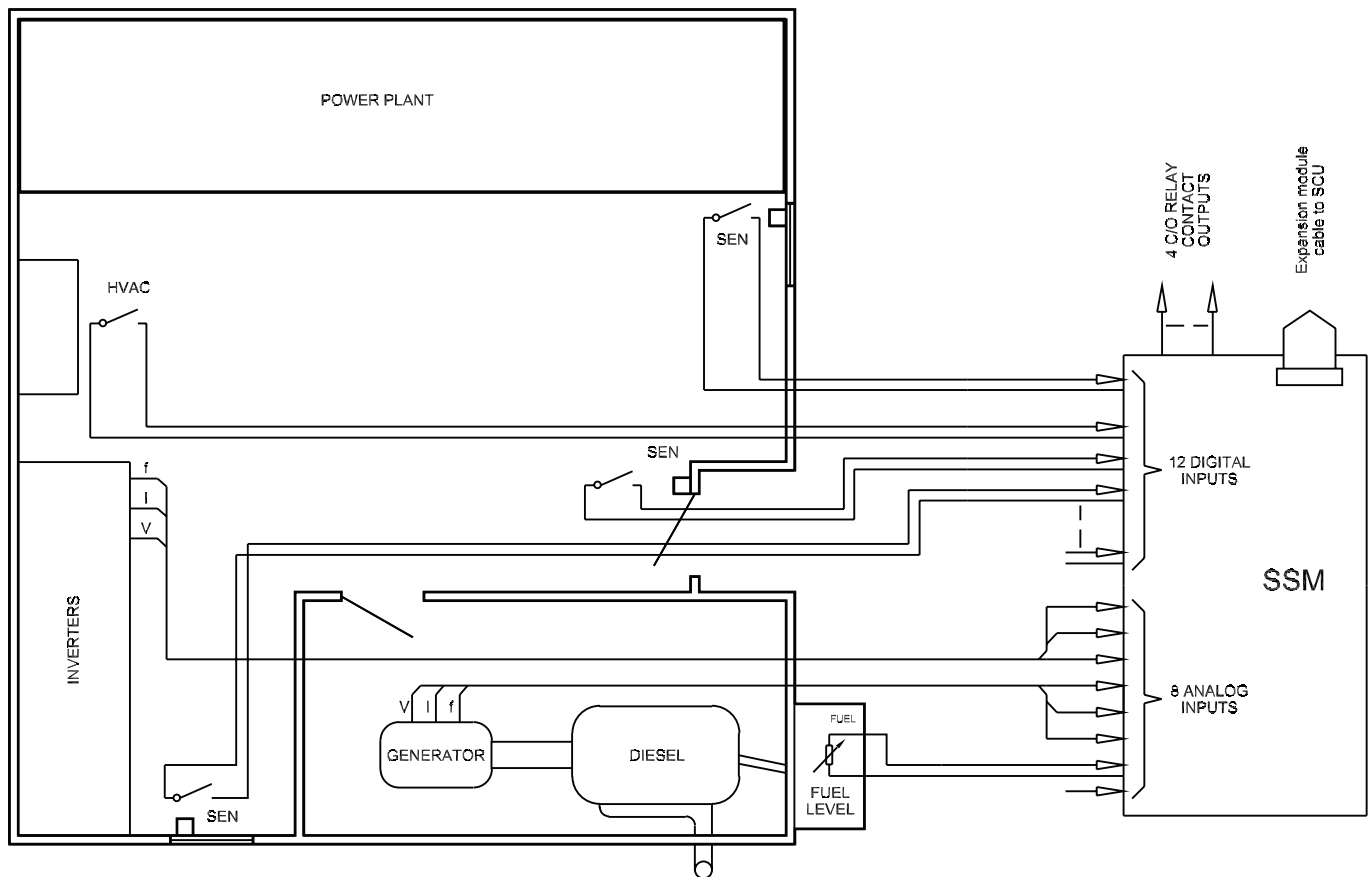 POWER PLANT
4 C/O RELAY
CONTACT
OUTPUTS
Expansion module
cable to SCU
SEN
HVAC
SEN
12 DIGITAL
INPUTS
f
I
V
SSM
INVERTERS
8 ANALOG
INPUTS
V
I
f
FUEL
GENERATOR
DIESEL
FUEL
LEVEL
SEN